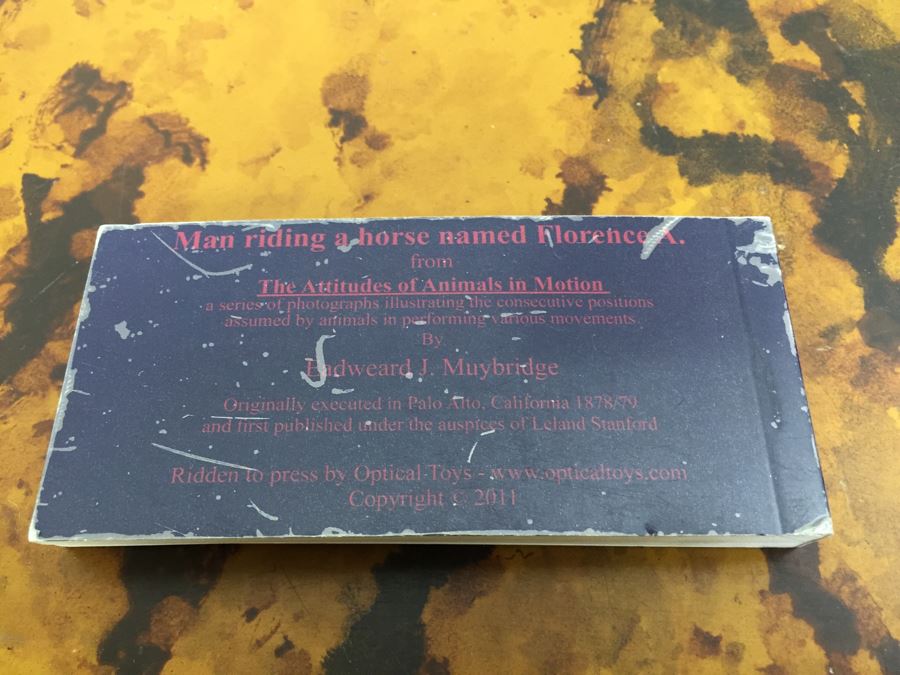 Man riding a horse named Florence A.
from
The Attitudes of Animals in Motion
a series of photographs illustrating the consecutive positions
assumed by animals in performing various movements.
By
Eadweard J. Muybridge
Originally executed in Palo Alto, California 1878/79
and first published under the auspices of Leland Stanford
Ridden to press by Optical Toys - www.opticaltoys.com
Copyright © 2011